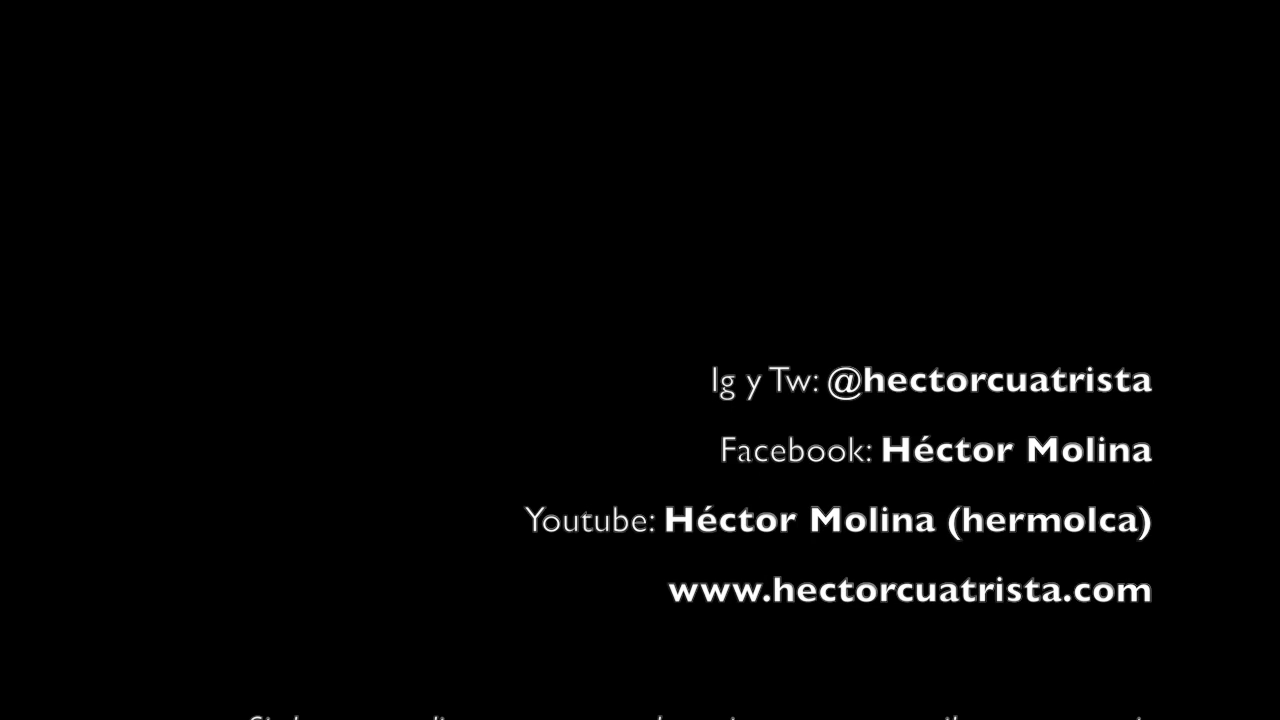 Ig y Tw: @hectorcuatrista
Facebook: Héctor Molina
Youtube: Héctor Molina (hermolca)
www.hectorcuatrista.com